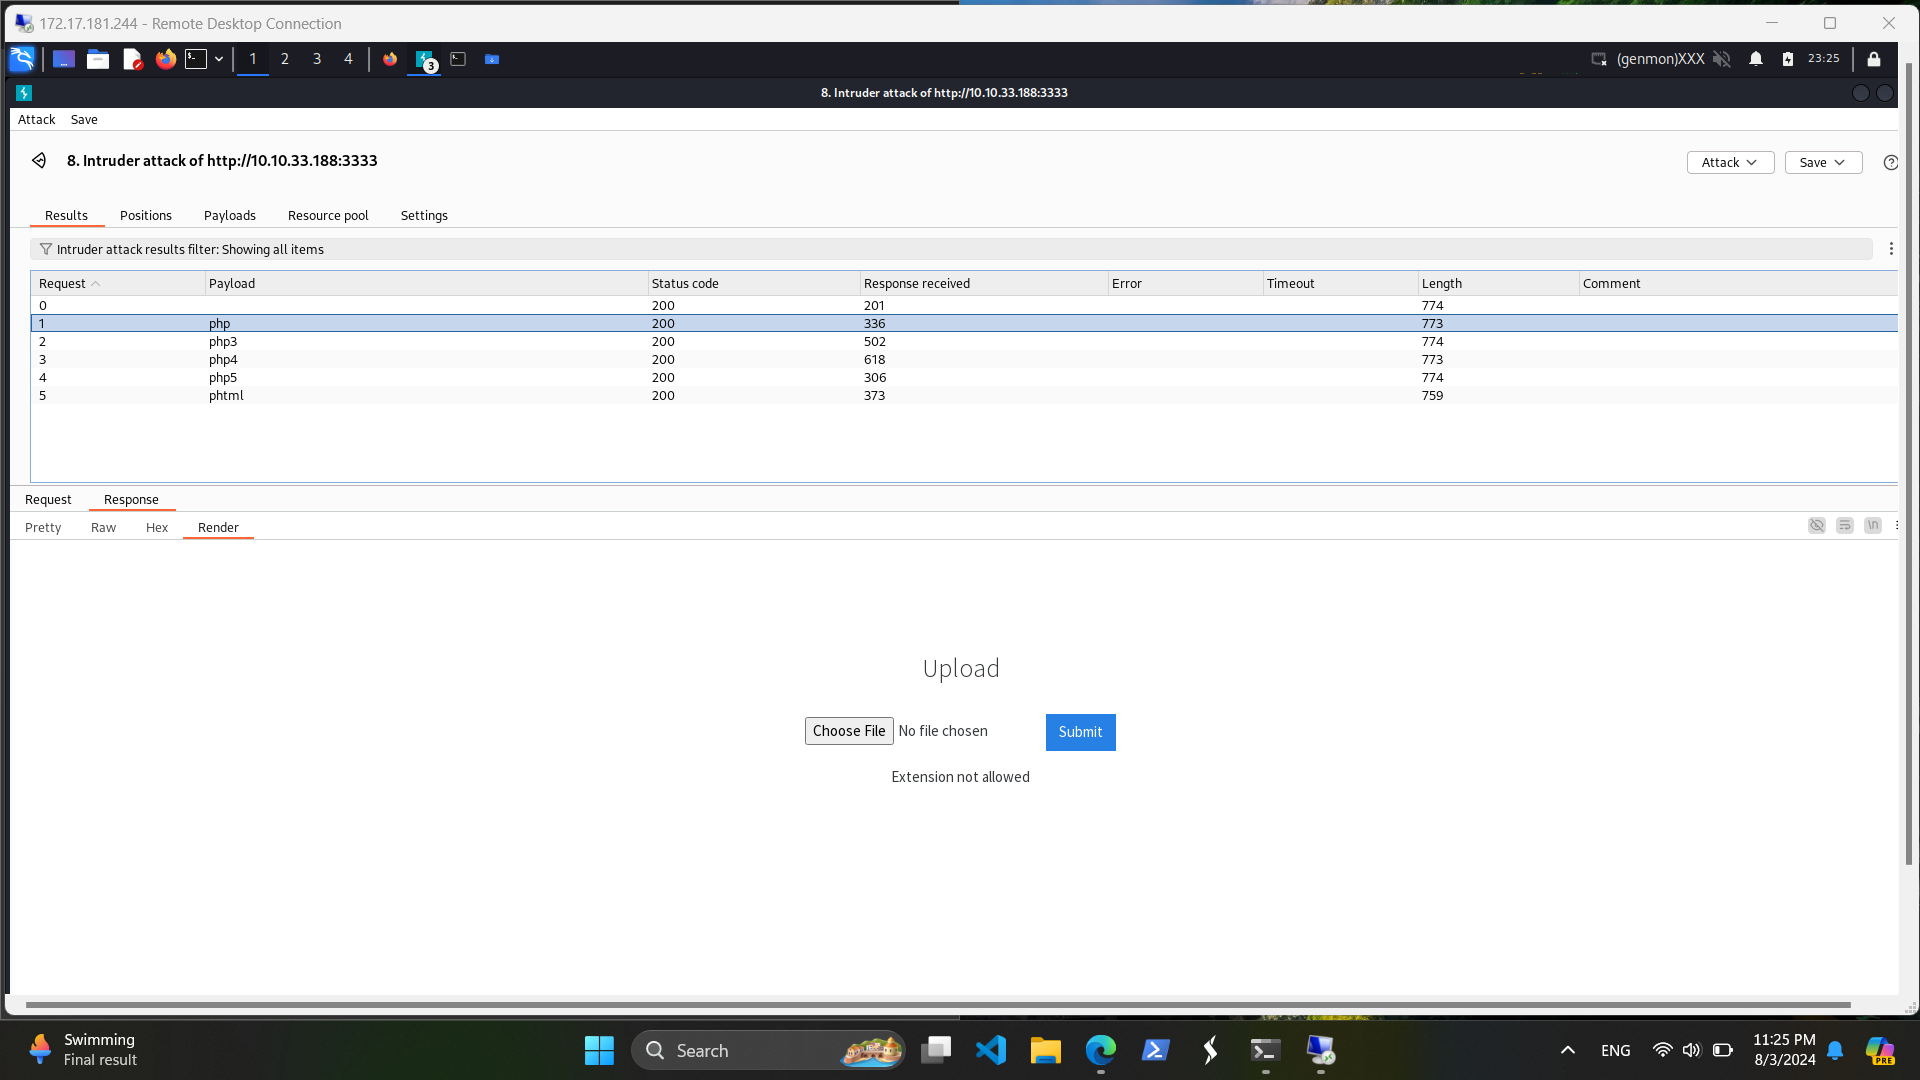 172.17.181.244 - Remote Desktop Connection
1 2 3 4 3 (genmon)XXX 23:25
8. Intruder attack of http://10.10.33.188:3333
Attack Save
8. Intruder attack of http://10.10.33.188:3333 Attack Save ?
Results Positions Payloads Resource pool Settings
Intruder attack results filter: Showing all items
Request Payload Status code Response received Error Timeout Length Comment
0 200 201 774
1 php 200 336 773
2 php3 200 502 774
3 php4 200 618 773
4 php5 200 306 774
5 phtml 200 373 759
Request Response
Pretty Raw Hex Render \n
Upload
Choose File No file chosen Submit
Extension not allowed
Swimming
Final result
Search
ENG
11:25 PM
8/3/2024
PRE